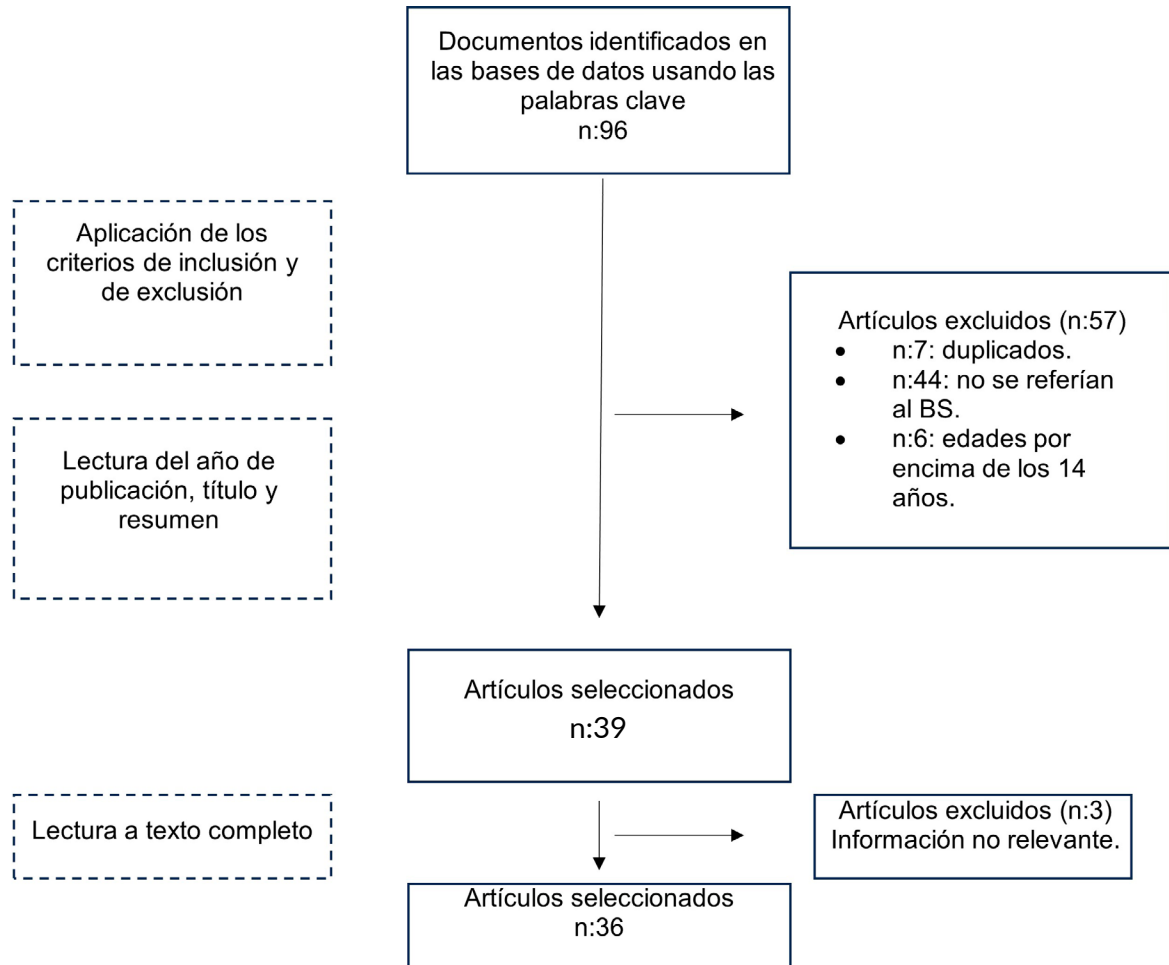 Documentos identificados en
las bases de datos usando las
palabras clave
n:96
Aplicación de los
criterios de inclusión y
de exclusión
Artículos excluidos (n:57)
• n:7: duplicados.
• n:44: no se referían
al BS.
• n:6: edades por
encima de los 14
años.
Lectura del año de
publicación, título y
resumen
Artículos seleccionados
n:39
Lectura a texto completo
Artículos excluidos (n:3)
Información no relevante.
Artículos seleccionados
n:36